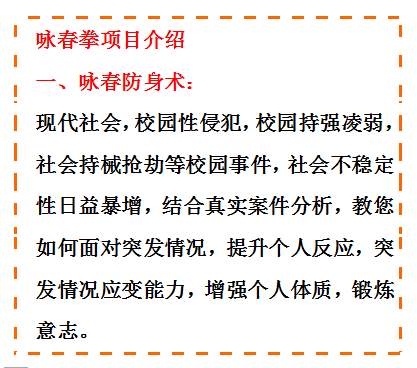 咏春拳项目介绍
一、咏春防身术：
现代社会，校园性侵犯，校园持强凌弱，
社会持械抢劫等校园事件，社会不稳定
性日益暴增，结合真实案件分析，教您
如何面对突发情况，提升个人反应，突
发情况应变能力，增强个人体质，锻炼
意志。